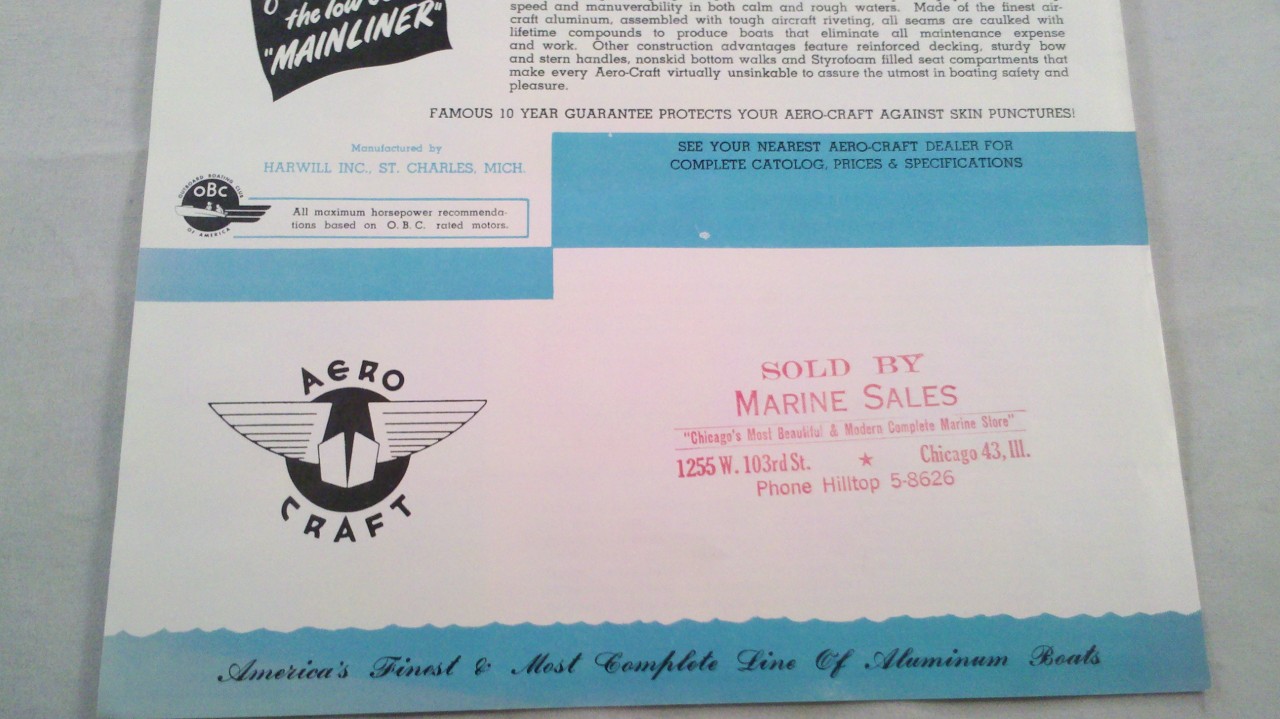 the low
"MAINLINER"
speed and manuverability in both calm and rough waters. Made of the finest air-
craft aluminum, assembled with tough aircraft riveting, all seams are caulked with
lifetime compounds to produce boats that eliminate all maintenance expense
and work. Other construction advantages feature reinforced decking, sturdy bow
and stern handles, nonskid bottom walks and Styrofoam filled seat compartments that
make every Aero-Craft virtually unsinkable to assure the utmost in boating safety and
pleasure.
FAMOUS 10 YEAR GUARANTEE PROTECTS YOUR AERO-CRAFT AGAINST SKIN PUNCTURES!
Manufactured by
HARWILL INC., ST. CHARLES, MICH.
OUTBOARD BOATING CLUB
OBC
OF AMERICA
All maximum horsepower recommenda-
tions based on O.B.C. rated motors.
SEE YOUR NEAREST AERO-CRAFT DEALER FOR
COMPLETE CATOLOG, PRICES & SPECIFICATIONS
AERO
CRAFT
SOLD BY
MARINE SALES
"Chicago's Most Beautiful & Modern Complete Marine Store"
1255 W. 103rd St. ★ Chicago 43, Ill.
Phone Hilltop 5-8626
America's Finest & Most Complete Line Of Aluminum Boats